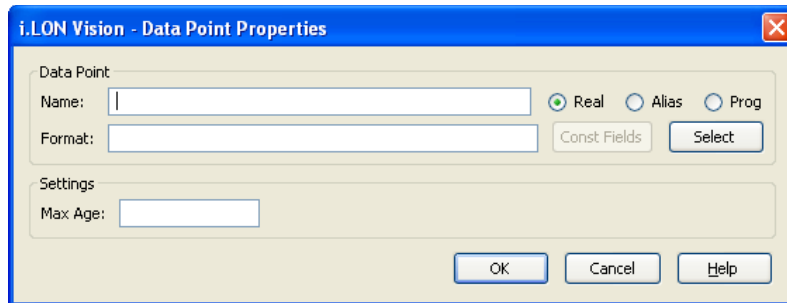 i.LON Vision - Data Point Properties
Data Point
Name: Real Alias Prog
Format: Const Fields Select
Settings
Max Age:
OK Cancel Help